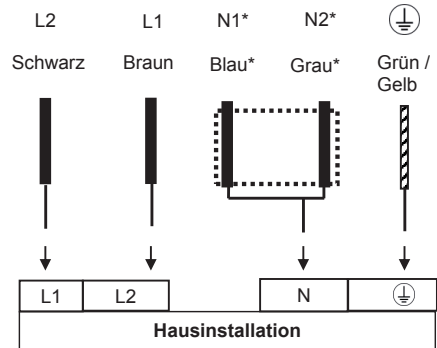 L2 L1 N1* N2*
Schwarz Braun Blau* Grau* Grün /
Gelb
L1 L2 N
Hausinstallation